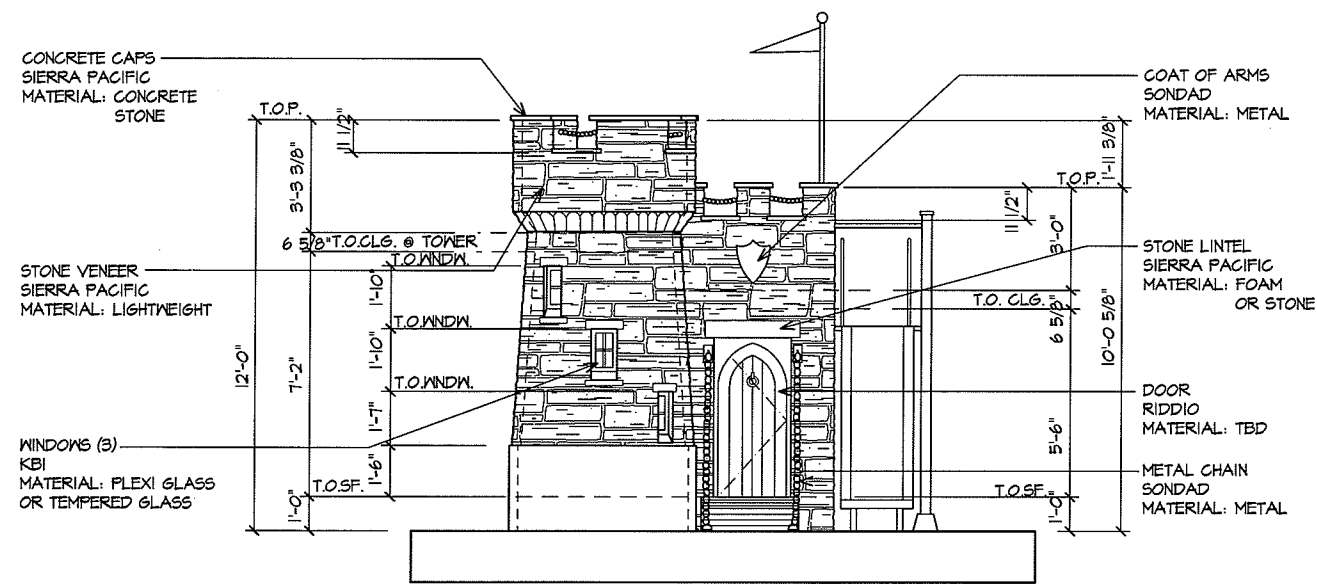 CONCRETE CAPS
SIERRA PACIFIC
MATERIAL: CONCRETE
STONE
STONE VENEER
SIERRA PACIFIC
MATERIAL: LIGHTWEIGHT
WINDOWS (3)
KBI
MATERIAL: PLEXI GLASS
OR TEMPERED GLASS
T.O.P.
11 1/2"
3'-3 3/8"
6 5/8"
T.O.CLG. @ TOWER
T.O.WNDW.
1'-10"
T.O.WNDW.
1'-10"
T.O.WNDW.
1'-7"
1'-6"
12'-0"
7'-2"
T.O.SF.
1'-0"
T.O.P.
1'-11 3/8"
11 1/2"
3'-0"
T.O. CLG.
6 5/8"
10'-0 5/8"
5'-6"
T.O.SF.
1'-0"
COAT OF ARMS
SONDAD
MATERIAL: METAL
STONE LINTEL
SIERRA PACIFIC
MATERIAL: FOAM
OR STONE
DOOR
RIDDIO
MATERIAL: TBD
METAL CHAIN
SONDAD
MATERIAL: METAL